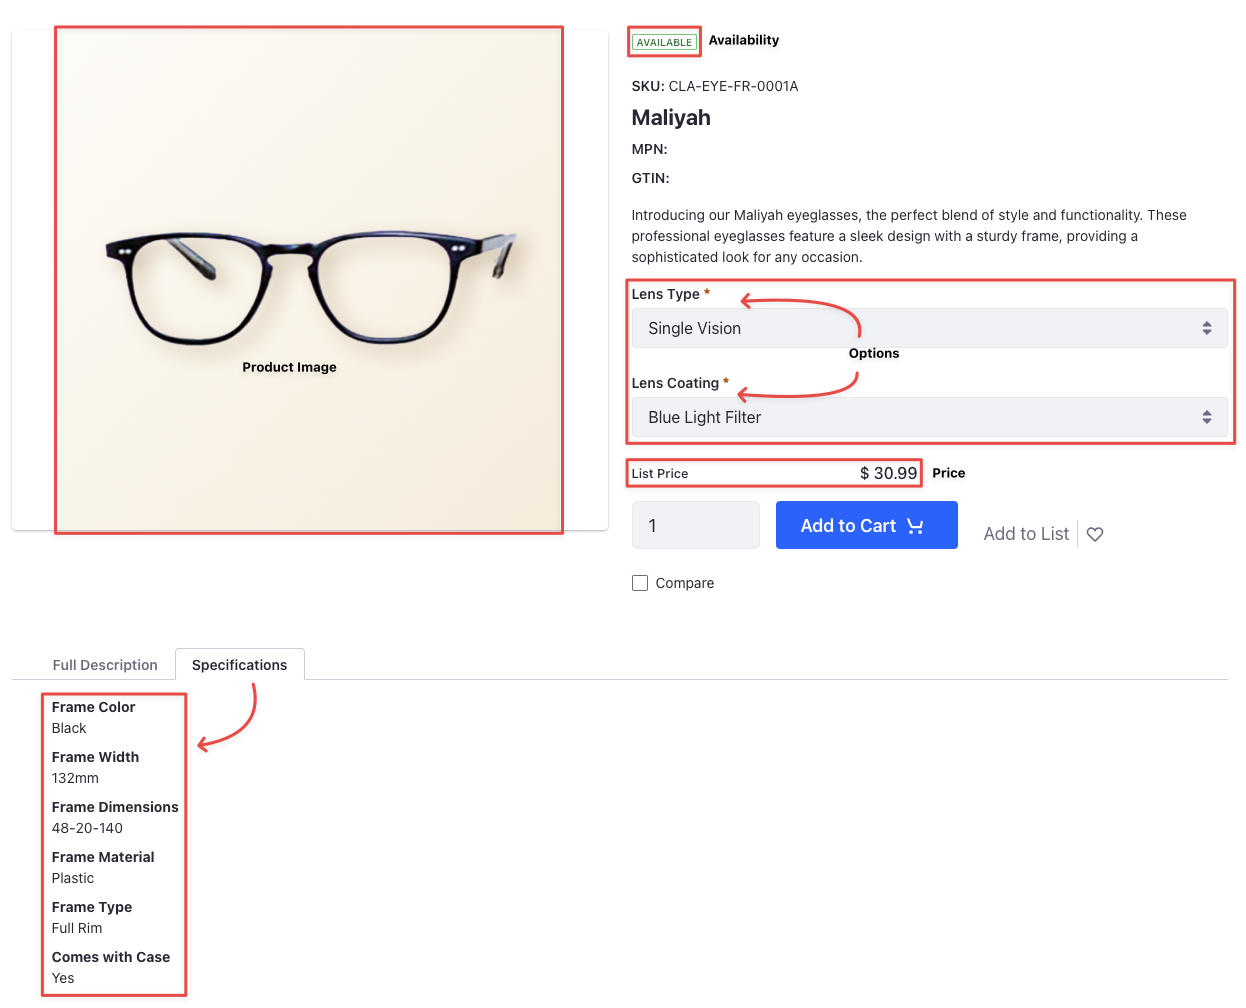 AVAILABLE Availability
SKU: CLA-EYE-FR-0001A
Maliyah
MPN:
GTIN:
Introducing our Maliyah eyeglasses, the perfect blend of style and functionality. These
professional eyeglasses feature a sleek design with a sturdy frame, providing a
sophisticated look for any occasion.
Lens Type *
Single Vision
Options
Lens Coating *
Blue Light Filter
Product Image
List Price $ 30.99 Price
1 Add to Cart Add to List
Compare
Full Description Specifications
Frame Color
Black
Frame Width
132mm
Frame Dimensions
48-20-140
Frame Material
Plastic
Frame Type
Full Rim
Comes with Case
Yes